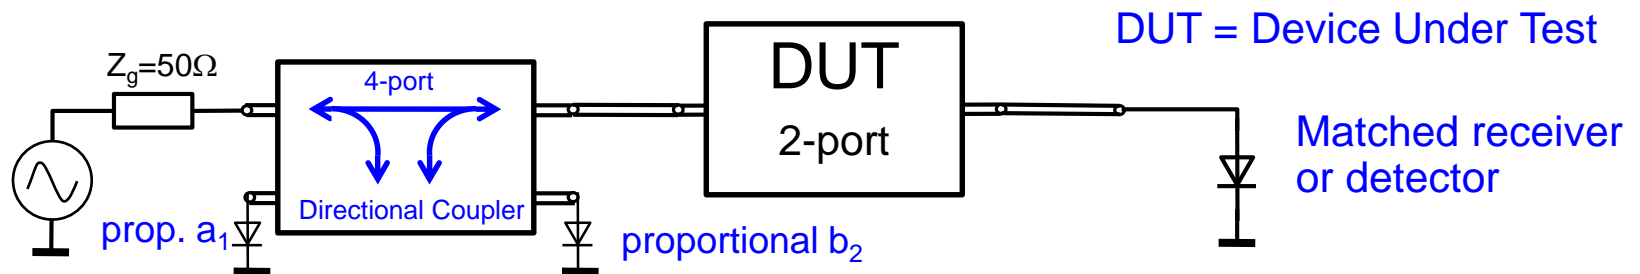 DUT = Device Under Test
Z_g=50Ω
4-port
DUT
2-port
Directional Coupler
prop. a₁
proportional b₂
Matched receiver
or detector